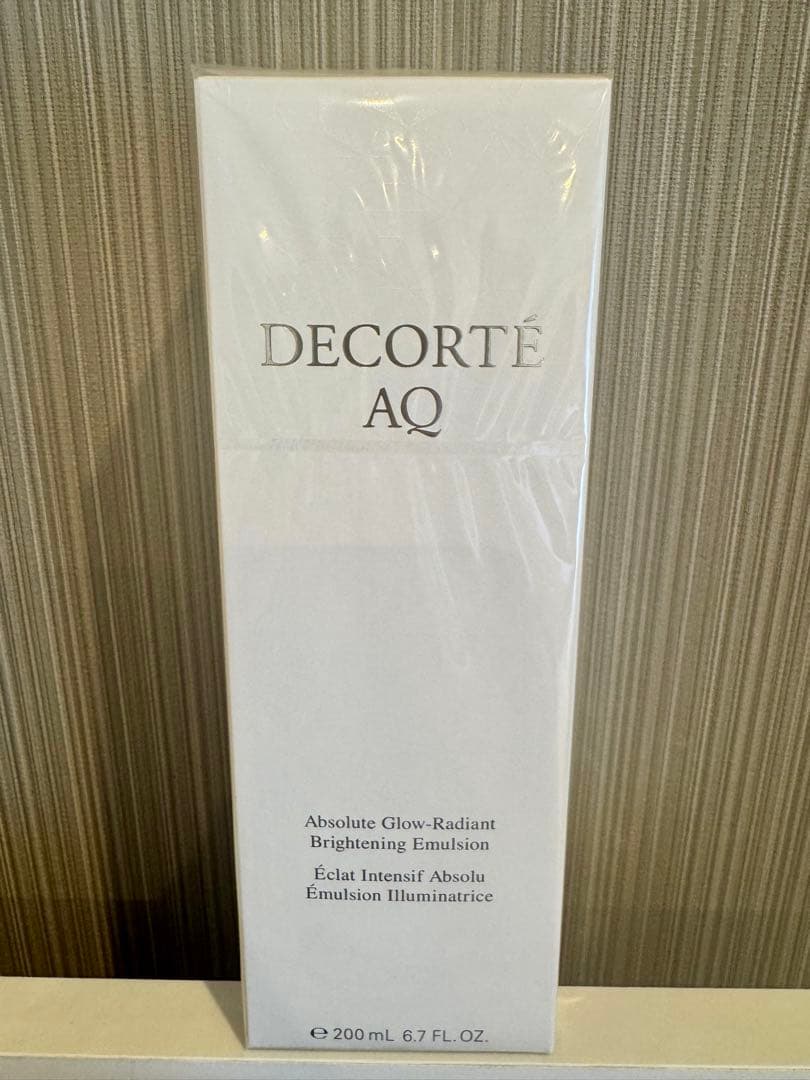 DECORTÉ
AQ
Absolute Glow-Radiant
Brightening Emulsion
Éclat Intensif Absolu
Émulsion Illuminatrice
℮ 200 mL 6.7 FL. OZ.